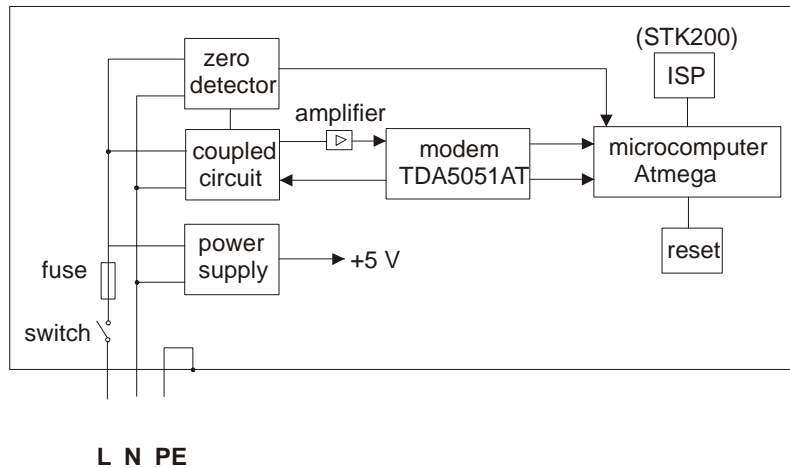 zero
detector
(STK200)
ISP
amplifier
coupled
circuit
modem
TDA5051AT
microcomputer
Atmega
power
supply
+5 V
reset
fuse
switch
L N PE